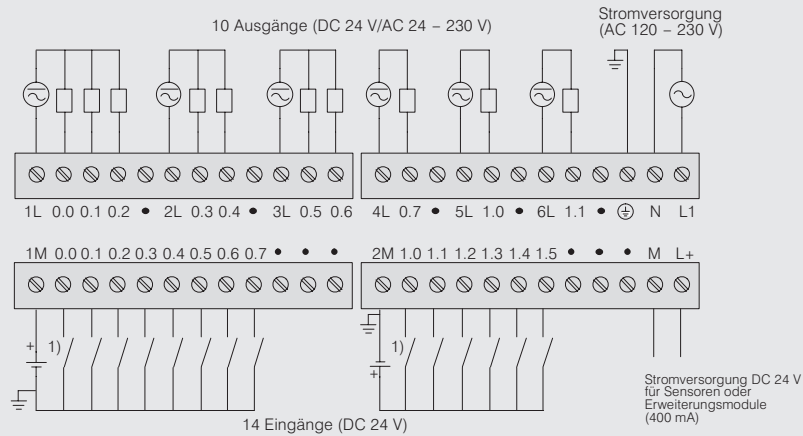 10 Ausgänge (DC 24 V/AC 24 – 230 V)
Stromversorgung
(AC 120 – 230 V)
1L 0.0 0.1 0.2 • 2L 0.3 0.4 • 3L 0.5 0.6
4L 0.7 • 5L 1.0 • 6L 1.1 • N L1
1M 0.0 0.1 0.2 0.3 0.4 0.5 0.6 0.7 • • •
2M 1.0 1.1 1.2 1.3 1.4 1.5 • • • M L+
+ 1)
1)
+
Stromversorgung DC 24 V
für Sensoren oder
Erweiterungsmodule
(400 mA)
14 Eingänge (DC 24 V)